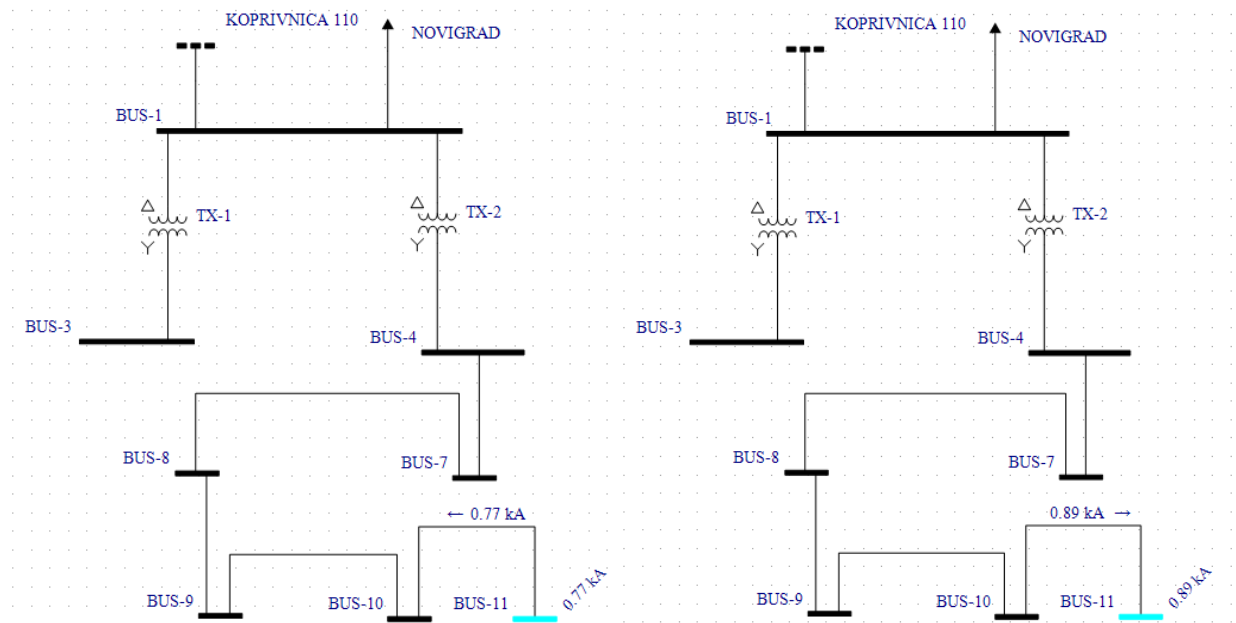 KOPRIVNICA 110
NOVIGRAD
BUS-1
TX-1
TX-2
BUS-3
BUS-4
BUS-8
BUS-7
← 0.77 kA
BUS-9
BUS-10
BUS-11
0.77 kA
KOPRIVNICA 110
NOVIGRAD
BUS-1
TX-1
TX-2
BUS-3
BUS-4
BUS-8
BUS-7
0.89 kA →
BUS-9
BUS-10
BUS-11
0.89 kA